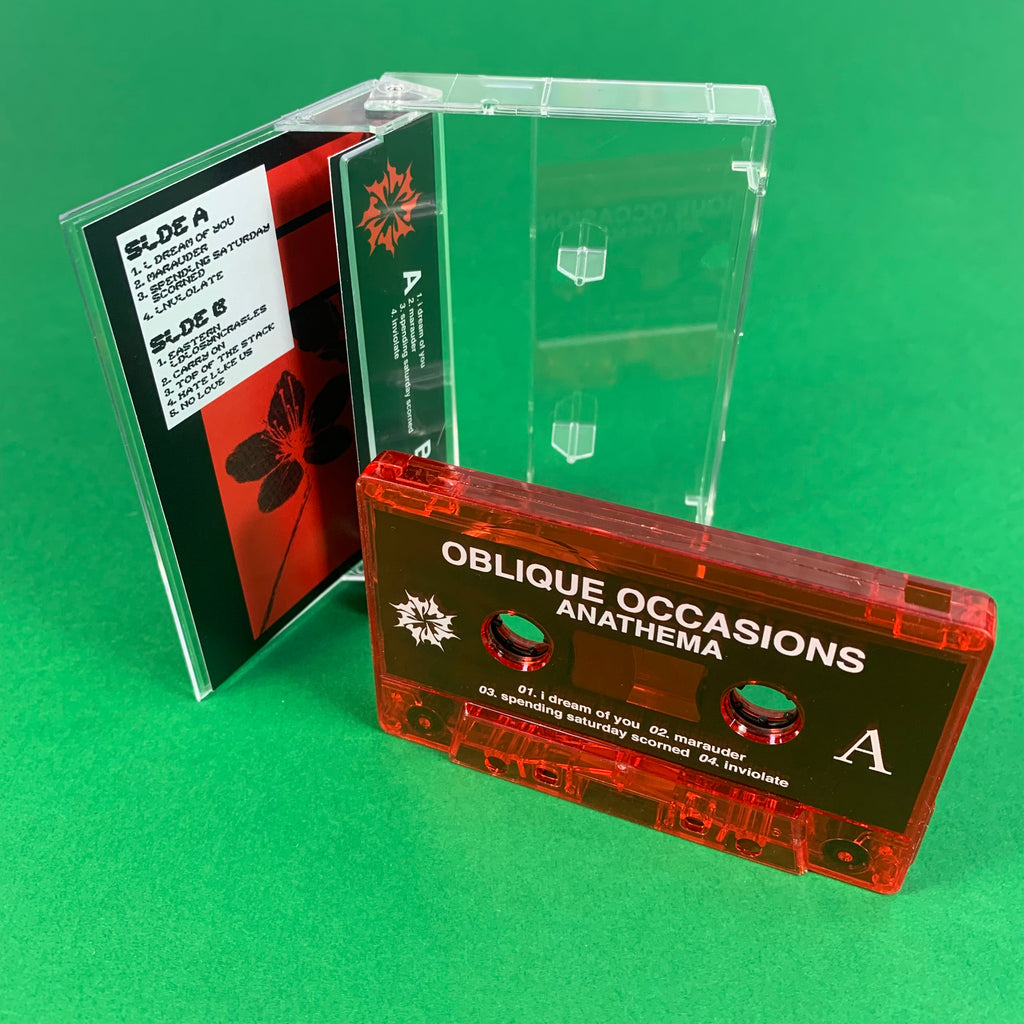 SIDE A
1. I DREAM OF YOU
2. MARAUDER
3. SPENDING SATURDAY
SCORNED
4. INVIOLATE
SIDE B
1. EASTERN
IDIOSYNCRASIES
2. CARRY ON
3. TOP OF THE STACK
4. HATE LIKE US
5. NO LOVE
A
1. i dream of you
2. marauder
3. spending saturday scorned
4. inviolate
OCCASIONS
OBLIQUE OCCASIONS
ANATHEMA
01. i dream of you 02. marauder
03. spending saturday scorned 04. inviolate
A